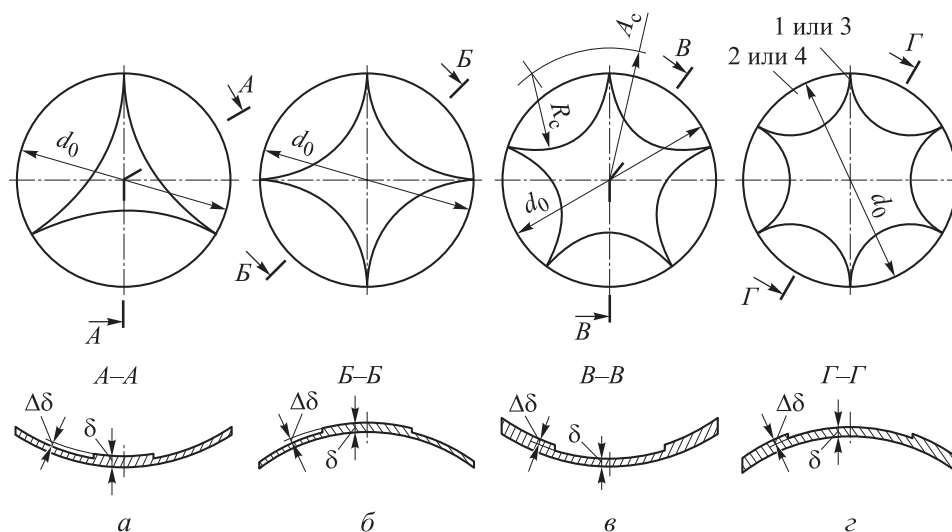 A_c
В
Г
1 или 3
2 или 4
Б
А
R_c
d_0
d_0
d_0
d_0
Б
Г
А
В
А–А
Б–Б
В–В
Г–Г
Δδ
δ
Δδ
δ
Δδ
δ
Δδ
δ
а
б
в
г